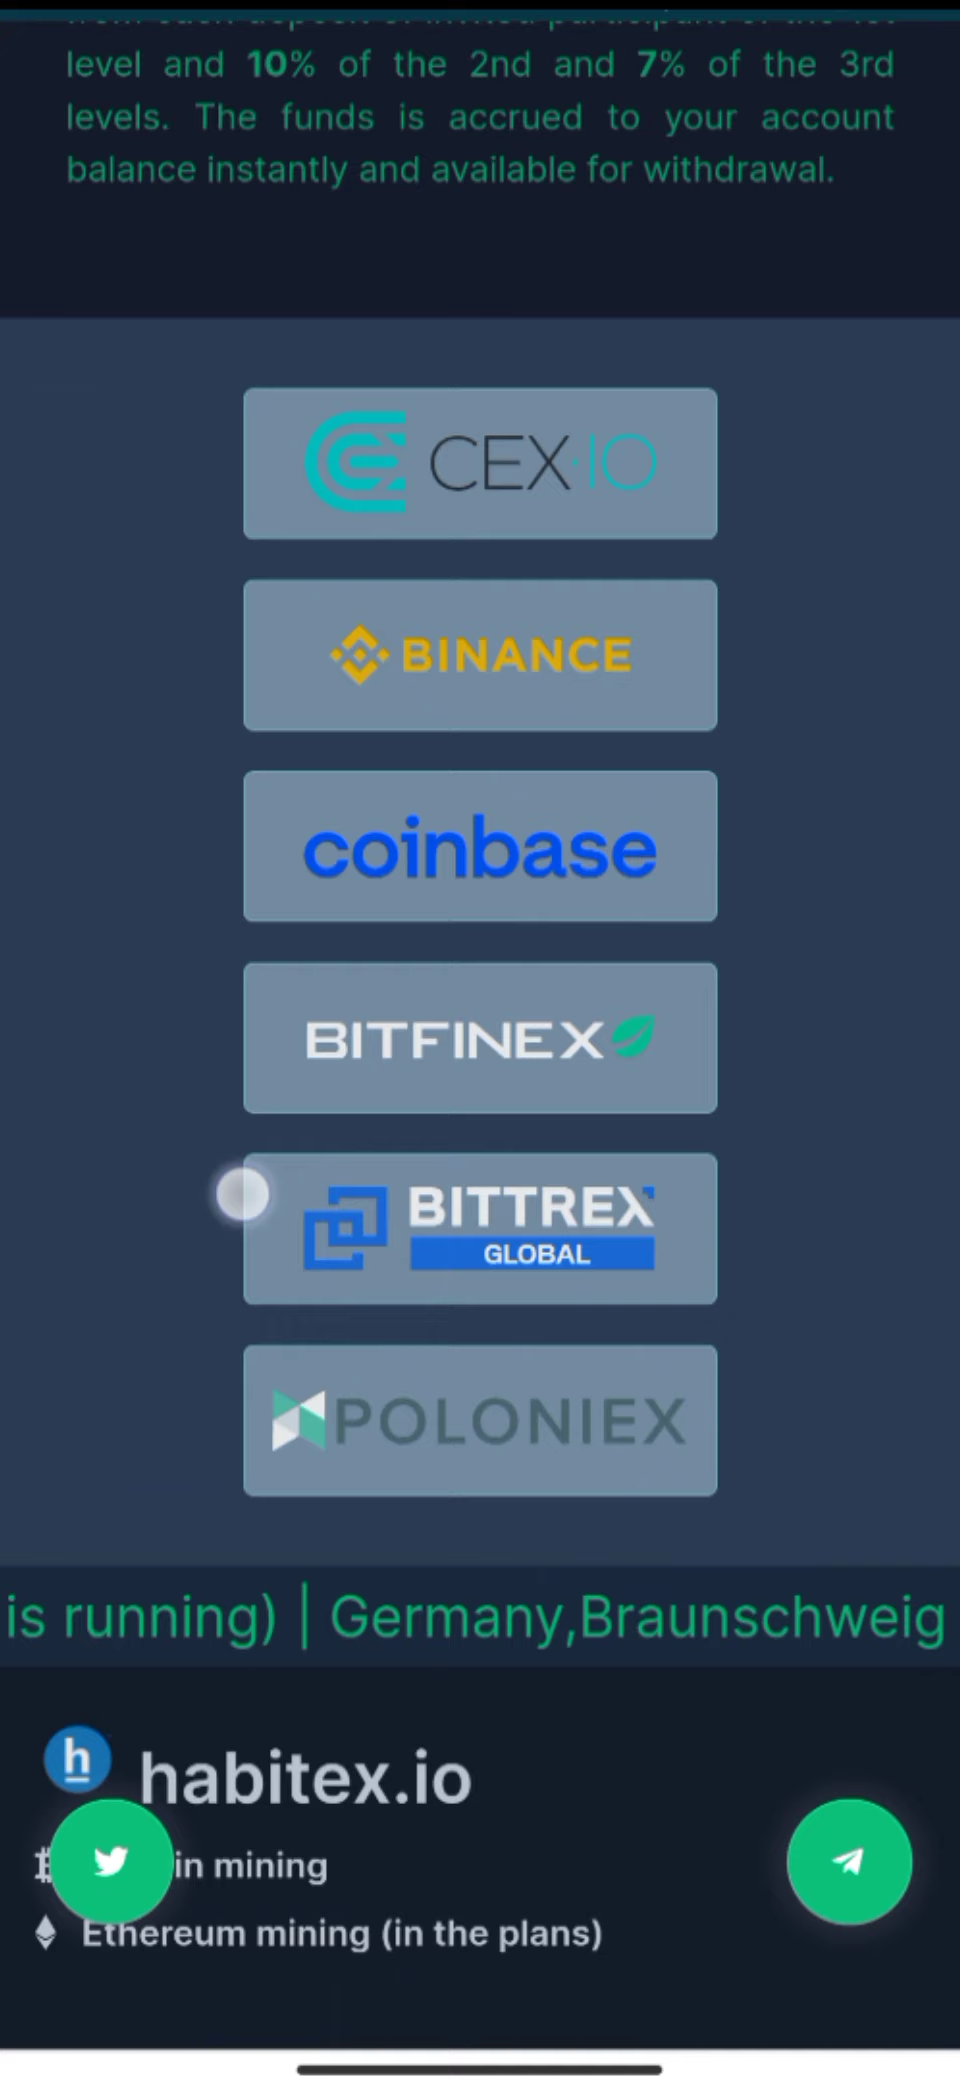 level and 10% of the 2nd and 7% of the 3rd
levels. The funds is accrued to your account
balance instantly and available for withdrawal.
CEX.IO
BINANCE
coinbase
BITFINEX
BITTREX
GLOBAL
POLONIEX
is running) | Germany,Braunschweig
h habitex.io
in mining
Ethereum mining (in the plans)